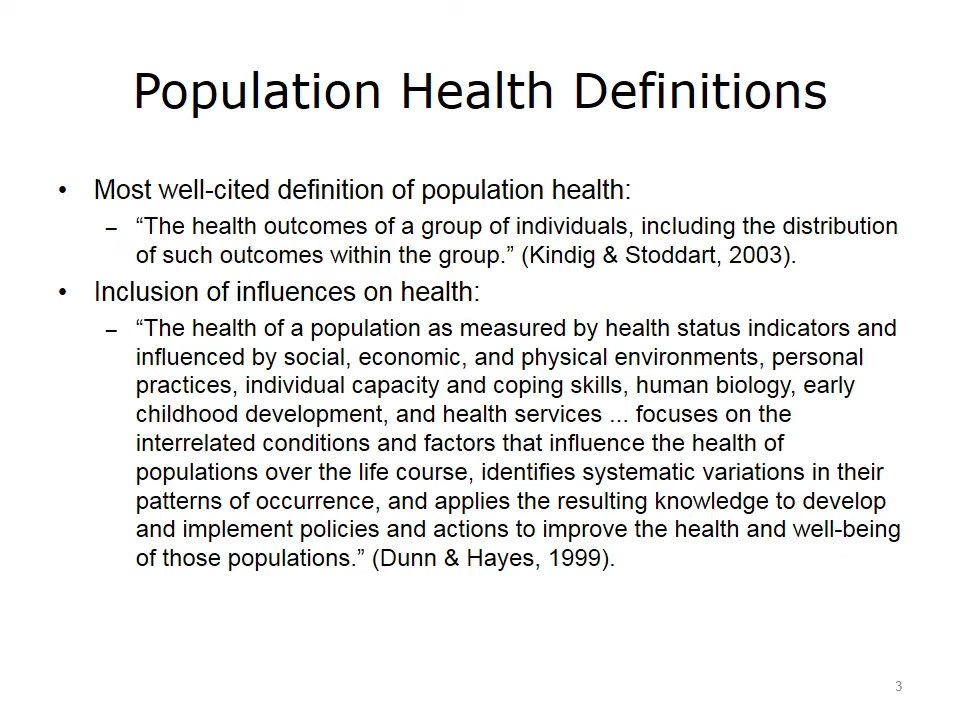 Population Health Definitions
• Most well-cited definition of population health:
– “The health outcomes of a group of individuals, including the distribution
of such outcomes within the group.” (Kindig & Stoddart, 2003).
• Inclusion of influences on health:
– “The health of a population as measured by health status indicators and
influenced by social, economic, and physical environments, personal
practices, individual capacity and coping skills, human biology, early
childhood development, and health services ... focuses on the
interrelated conditions and factors that influence the health of
populations over the life course, identifies systematic variations in their
patterns of occurrence, and applies the resulting knowledge to develop
and implement policies and actions to improve the health and well-being
of those populations.” (Dunn & Hayes, 1999).
3